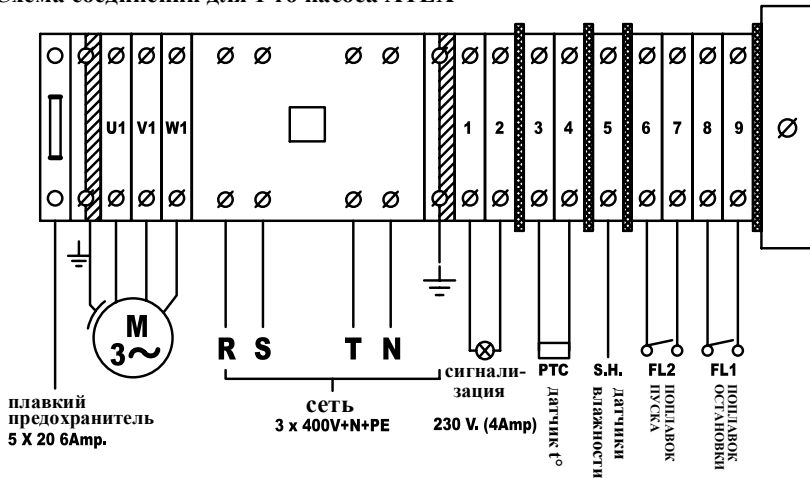 Схема соединений для 1-го насоса ATEX
U1 V1 W1 1 2 3 4 5 6 7 8 9
M
3~
R S T N
сеть
3 x 400V+N+PE
плавкий
предохранитель
5 X 20 6Amp.
сигнали-
зация
230 V. (4Amp)
PTC
датчик t°
S.H.
датчики
влажности
FL2
ПОПЛАВОК
ПУСКА
FL1
ПОПЛАВОК
ОСТАНОВКИ